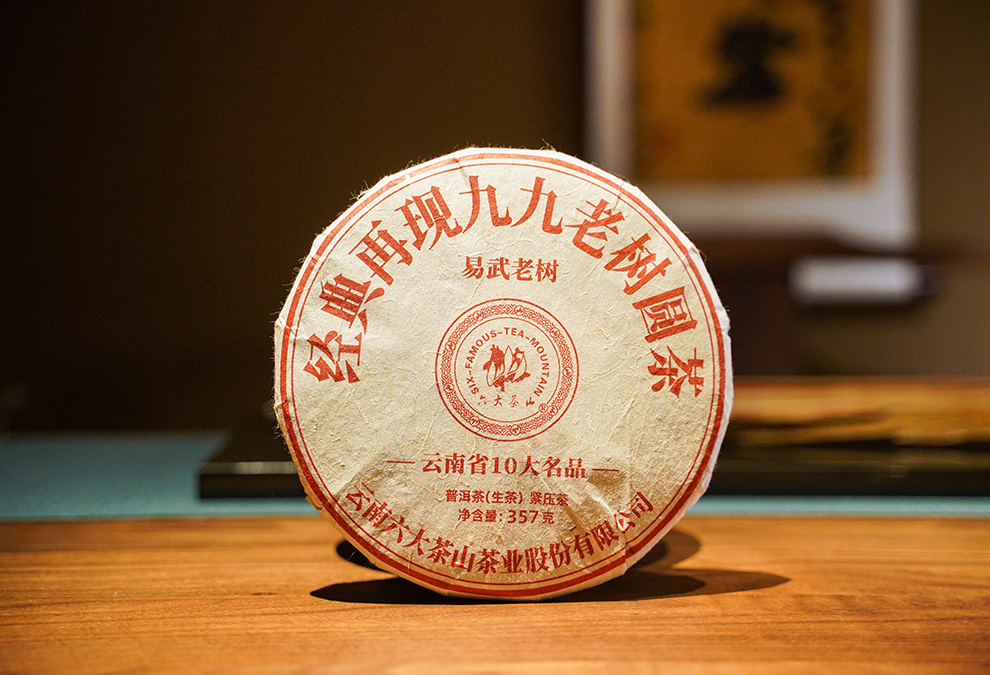 经典再现九九老树圆茶
易武老树
SIX-FAMOUS-TEA-MOUNTAIN
六大茶山®
云南省10大名品
普洱茶(生茶) 紧压茶
净含量: 357克
云南六大茶山茶业股份有限公司